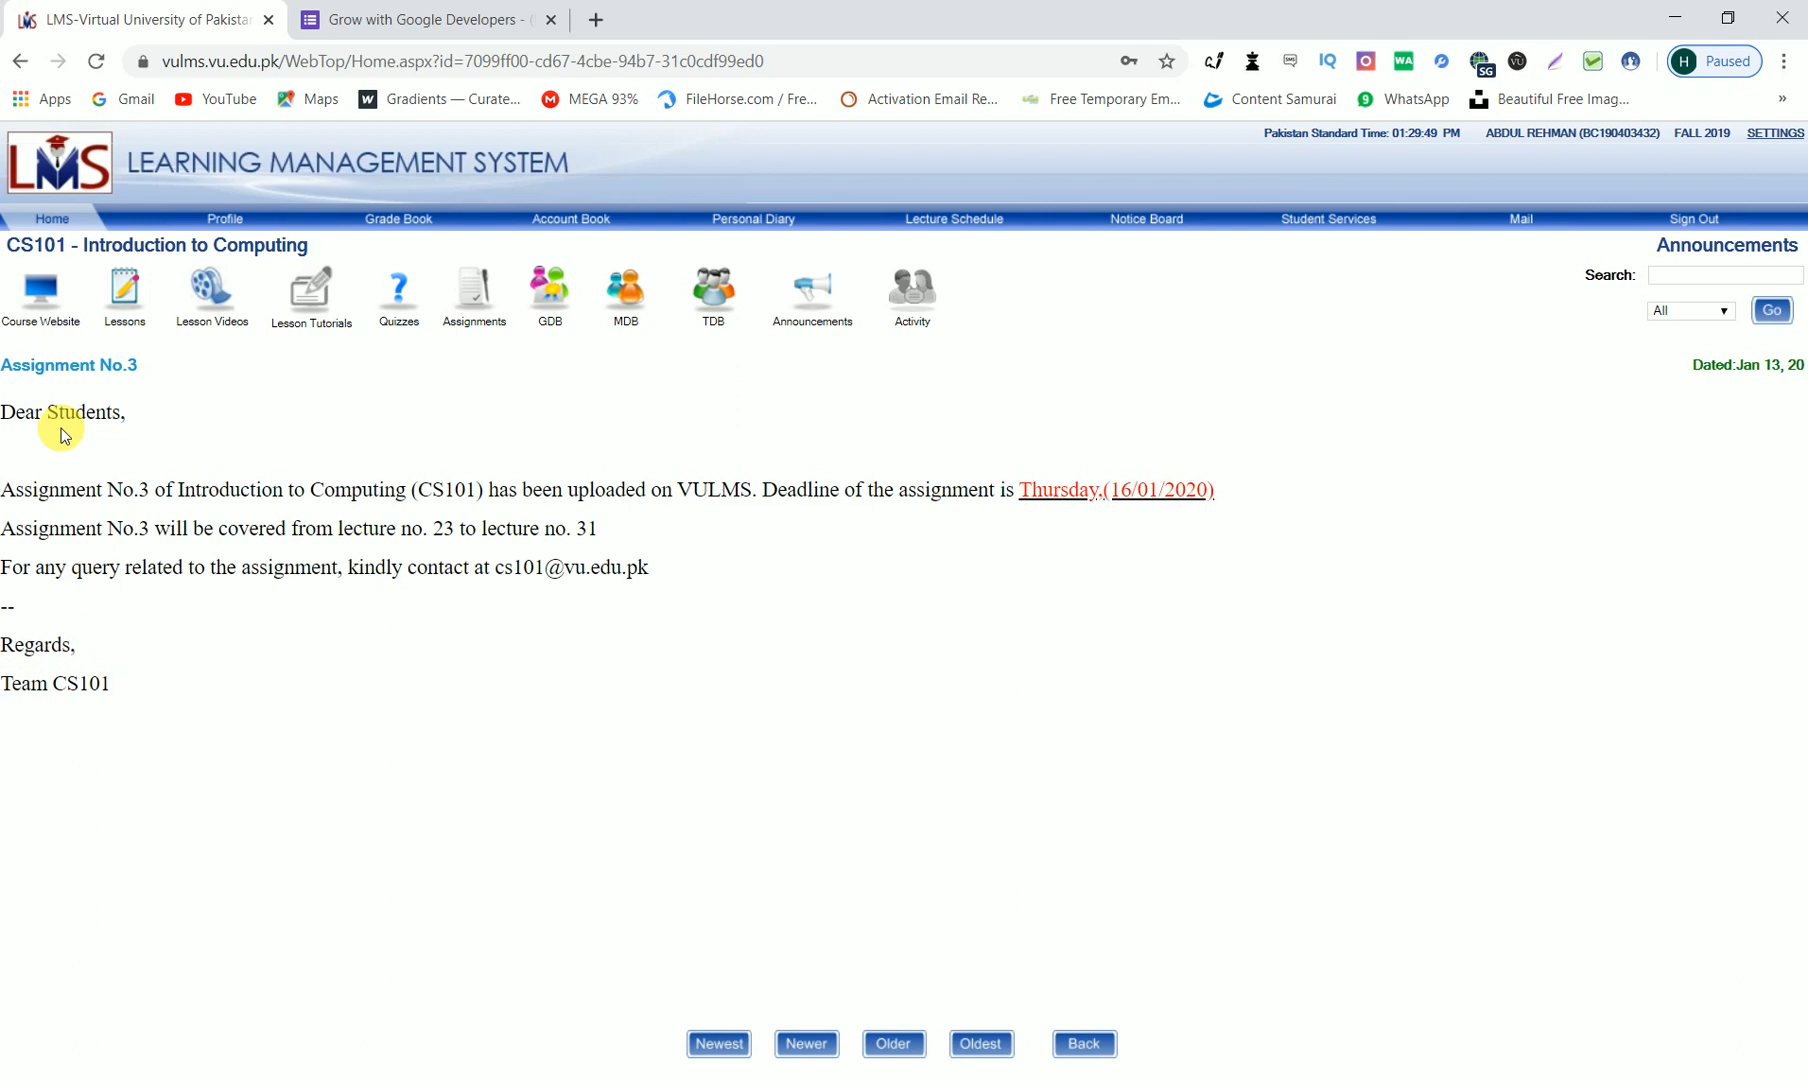 LMS-Virtual University of Pakista
Grow with Google Developers - (
vulms.vu.edu.pk/WebTop/Home.aspx?id=7099ff00-cd67-4cbe-94b7-31c0cdf99ed0
IQ
WA
SG
VU
H Paused
Apps
Gmail
YouTube
Maps
W Gradients — Curate...
M MEGA 93%
FileHorse.com / Fre...
Activation Email Re...
Free Temporary Em...
Content Samurai
9 WhatsApp
Beautiful Free Imag...
»
Pakistan Standard Time: 01:29:49 PM ABDUL REHMAN (BC190403432) FALL 2019 SETTINGS
LMS LEARNING MANAGEMENT SYSTEM
Home Profile Grade Book Account Book Personal Diary Lecture Schedule Notice Board Student Services Mail Sign Out
CS101 - Introduction to Computing
Announcements
Search:
Course Website Lessons Lesson Videos Lesson Tutorials Quizzes Assignments GDB MDB TDB Announcements Activity
All
Go
Assignment No.3
Dated:Jan 13, 20
Dear Students,
Assignment No.3 of Introduction to Computing (CS101) has been uploaded on VULMS. Deadline of the assignment is Thursday,(16/01/2020)
Assignment No.3 will be covered from lecture no. 23 to lecture no. 31
For any query related to the assignment, kindly contact at cs101@vu.edu.pk
--
Regards,
Team CS101
Newest Newer Older Oldest Back